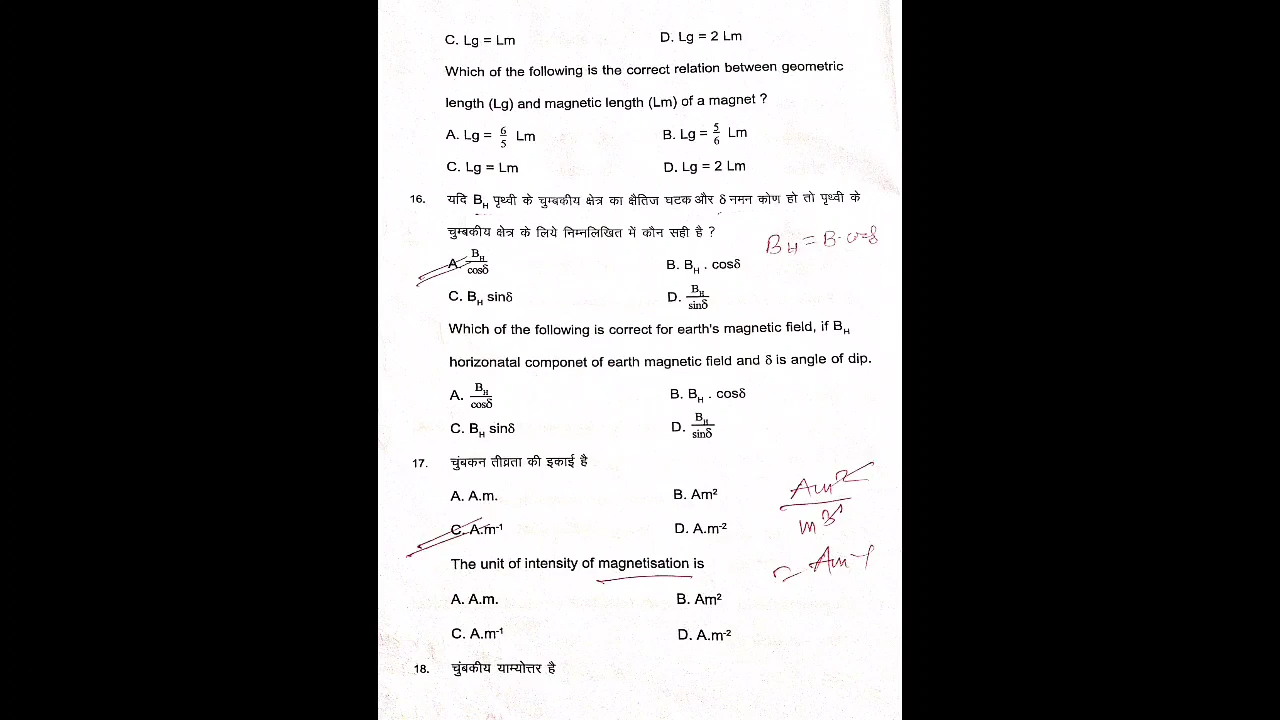 C. Lg = Lm D. Lg = 2 Lm
Which of the following is the correct relation between geometric
length (Lg) and magnetic length (Lm) of a magnet ?
A. Lg = 6/5 Lm B. Lg = 5/6 Lm
C. Lg = Lm D. Lg = 2 Lm
16. यदि B_H पृथ्वी के चुम्बकीय क्षेत्र का क्षैतिज घटक और δ नमन कोण हो तो पृथ्वी के
चुम्बकीय क्षेत्र के लिये निम्नलिखित में कौन सही है ?
B_H = B·cosδ
A. B_H/cosδ B. B_H . cosδ
C. B_H sinδ D. B_H/sinδ
Which of the following is correct for earth's magnetic field, if B_H
horizonatal componet of earth magnetic field and δ is angle of dip.
A. B_H/cosδ B. B_H . cosδ
C. B_H sinδ D. B_H/sinδ
17. चुंबकन तीव्रता की इकाई है
A. A.m. B. Am²
Am²/m³
C. A.m⁻¹ D. A.m⁻²
The unit of intensity of magnetisation is
= Am⁻¹
A. A.m. B. Am²
C. A.m⁻¹ D. A.m⁻²
18. चुंबकीय याम्योत्तर है